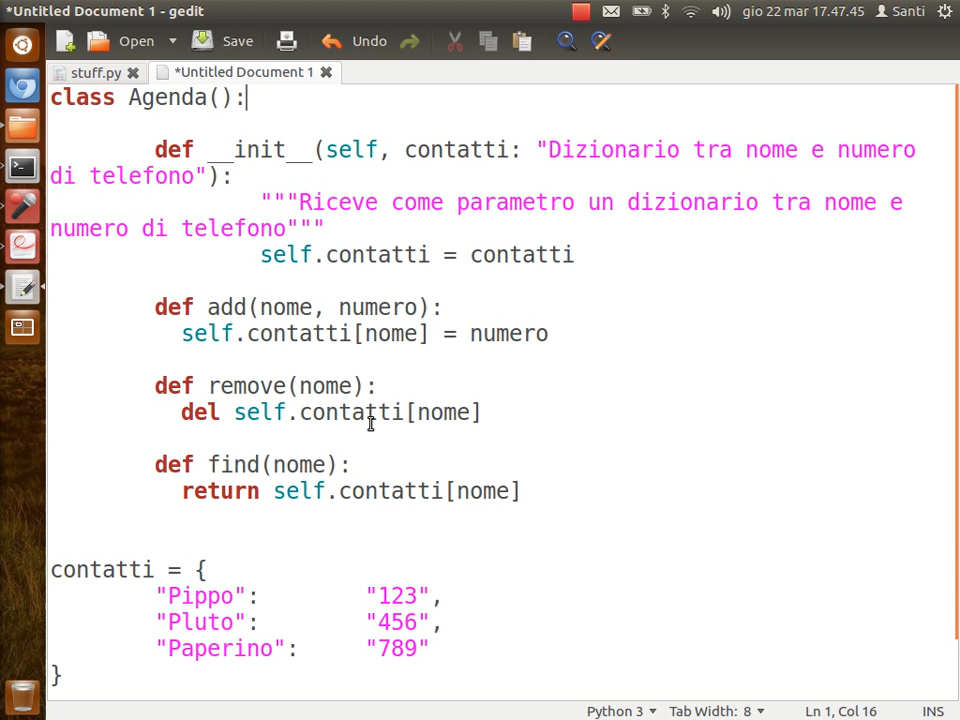 *Untitled Document 1 - gedit
gio 22 mar 17.47.45
Santi
Open
Save
Undo
stuff.py
*Untitled Document 1
class Agenda():
def __init__(self, contatti: "Dizionario tra nome e numero
di telefono"):
"""Riceve come parametro un dizionario tra nome e
numero di telefono"""
self.contatti = contatti
def add(nome, numero):
self.contatti[nome] = numero
def remove(nome):
del self.contatti[nome]
def find(nome):
return self.contatti[nome]
contatti = {
"Pippo": "123",
"Pluto": "456",
"Paperino": "789"
}
Python 3
Tab Width: 8
Ln 1, Col 16
INS